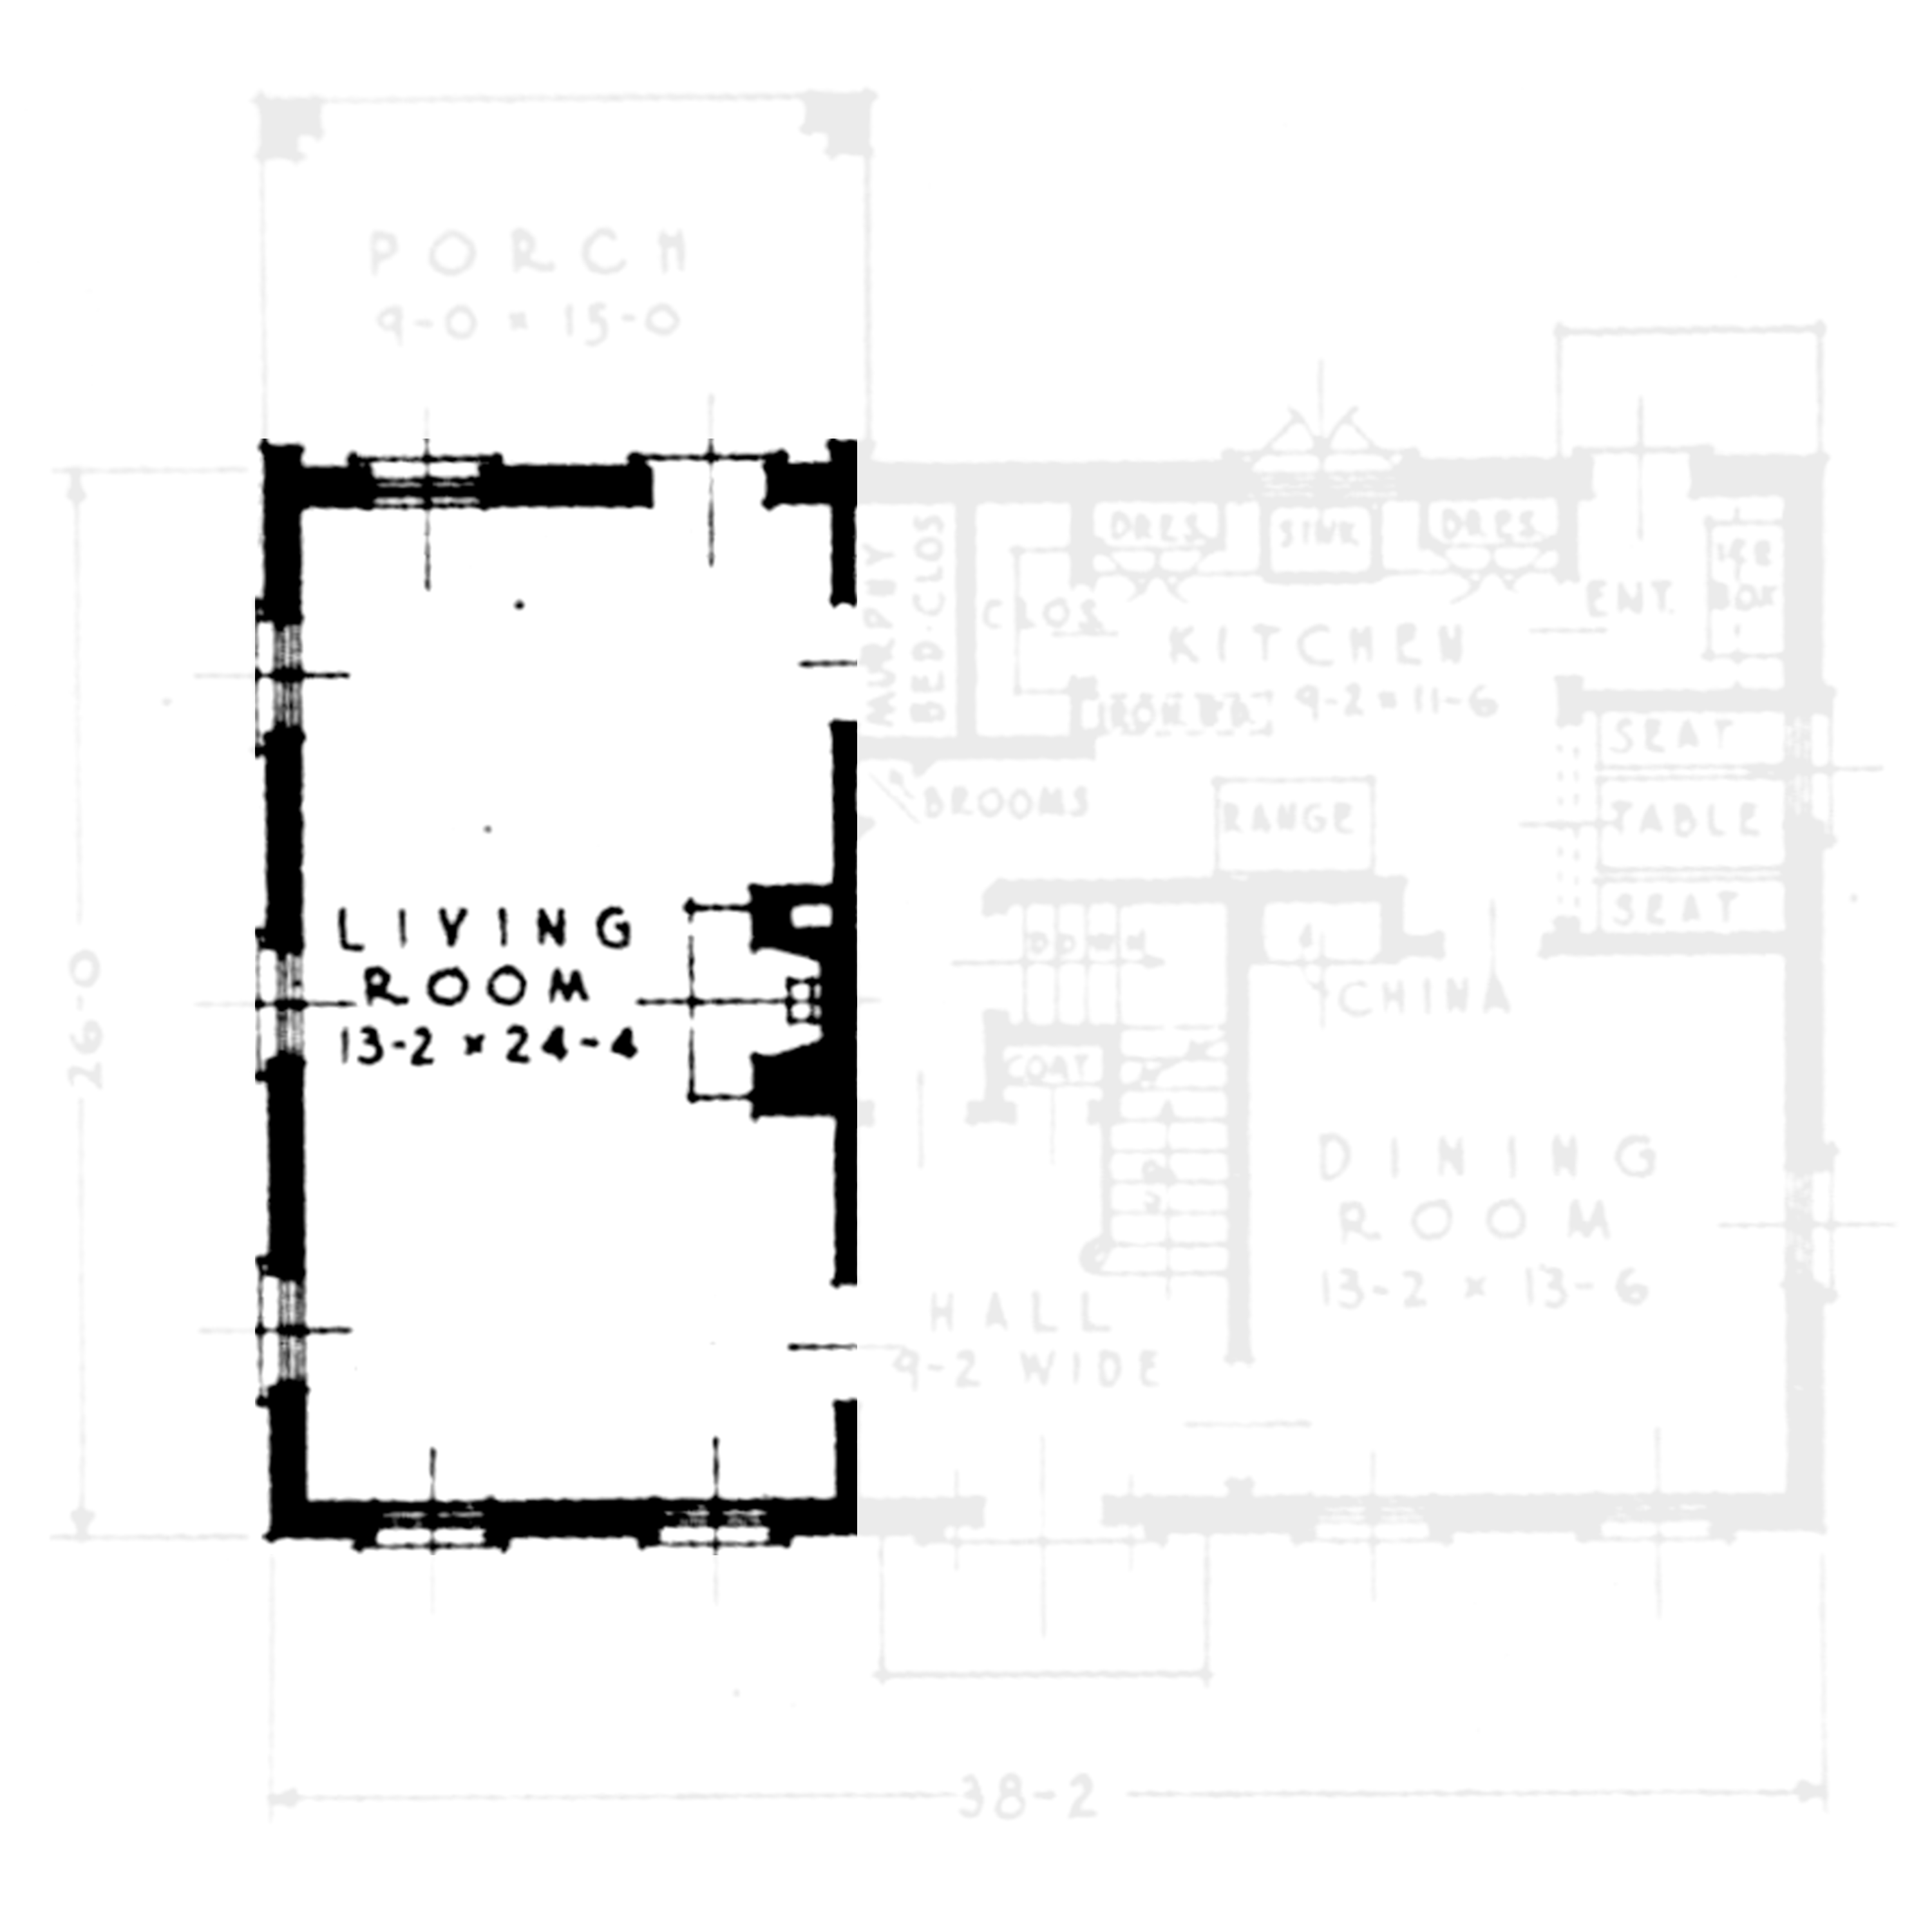 PORCH
9-0 × 15-0
MURPHY
BED·CLOS
CLOS
DRES.
SINK
DRES.
ICE
BOX
ENT.
KITCHEN
9-2 × 11-6
IRON BD.
SEAT
TABLE
SEAT
BROOMS
RANGE
LIVING
ROOM
13-2 × 24-4
26-0
DOWN
CHINA
COAT
UP
DINING
ROOM
13-2 × 13-6
HALL
9-2 WIDE
38-2